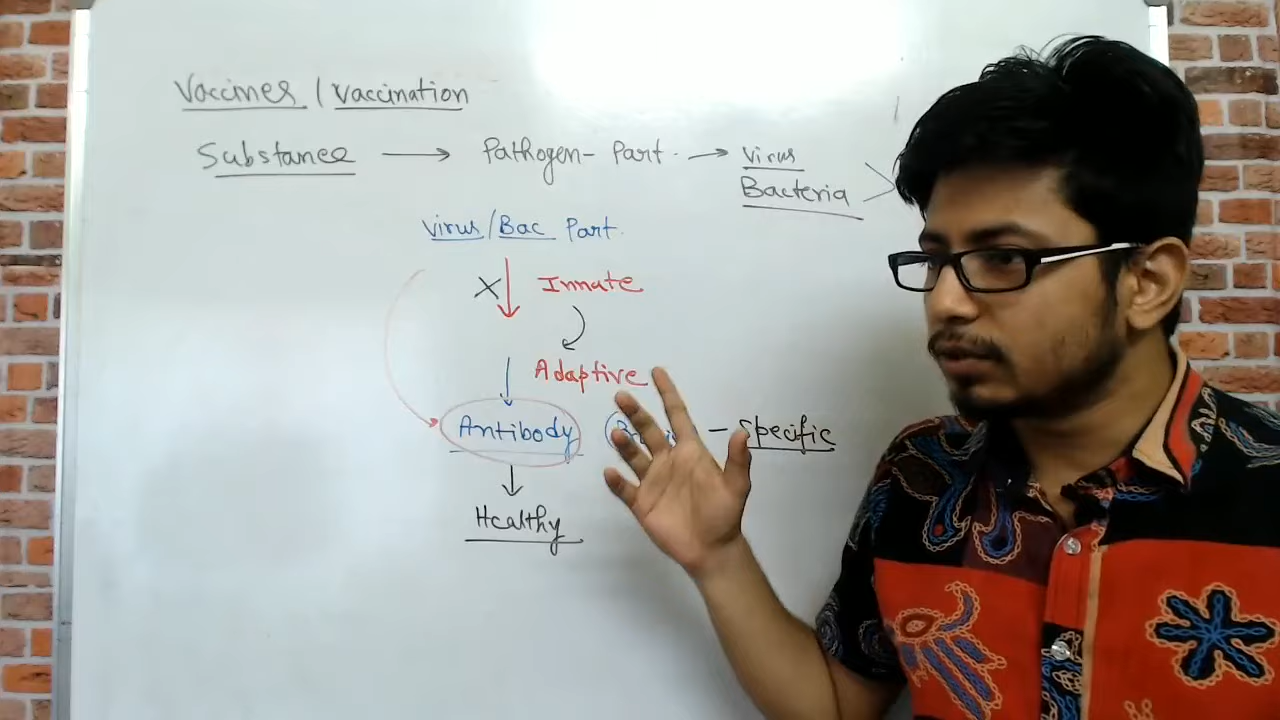 Vaccines / Vaccination
Substance → Pathogen - Part. → Virus
Bacteria
Virus / Bac Part.
X Innate
Adaptive
Antibody - Specific
Healthy